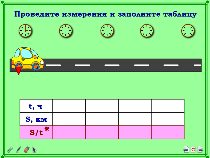 Проведите измерения и заполните таблицу
t, ч
S, км
S/t *